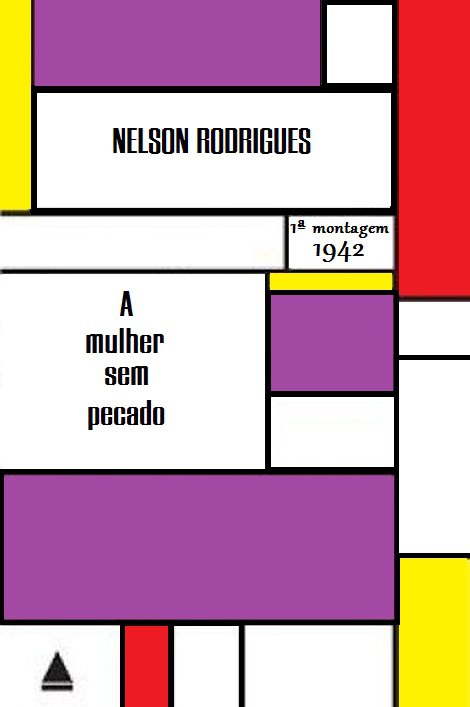 NELSON RODRIGUES
1ª montagem
1942
A
mulher
sem
pecado